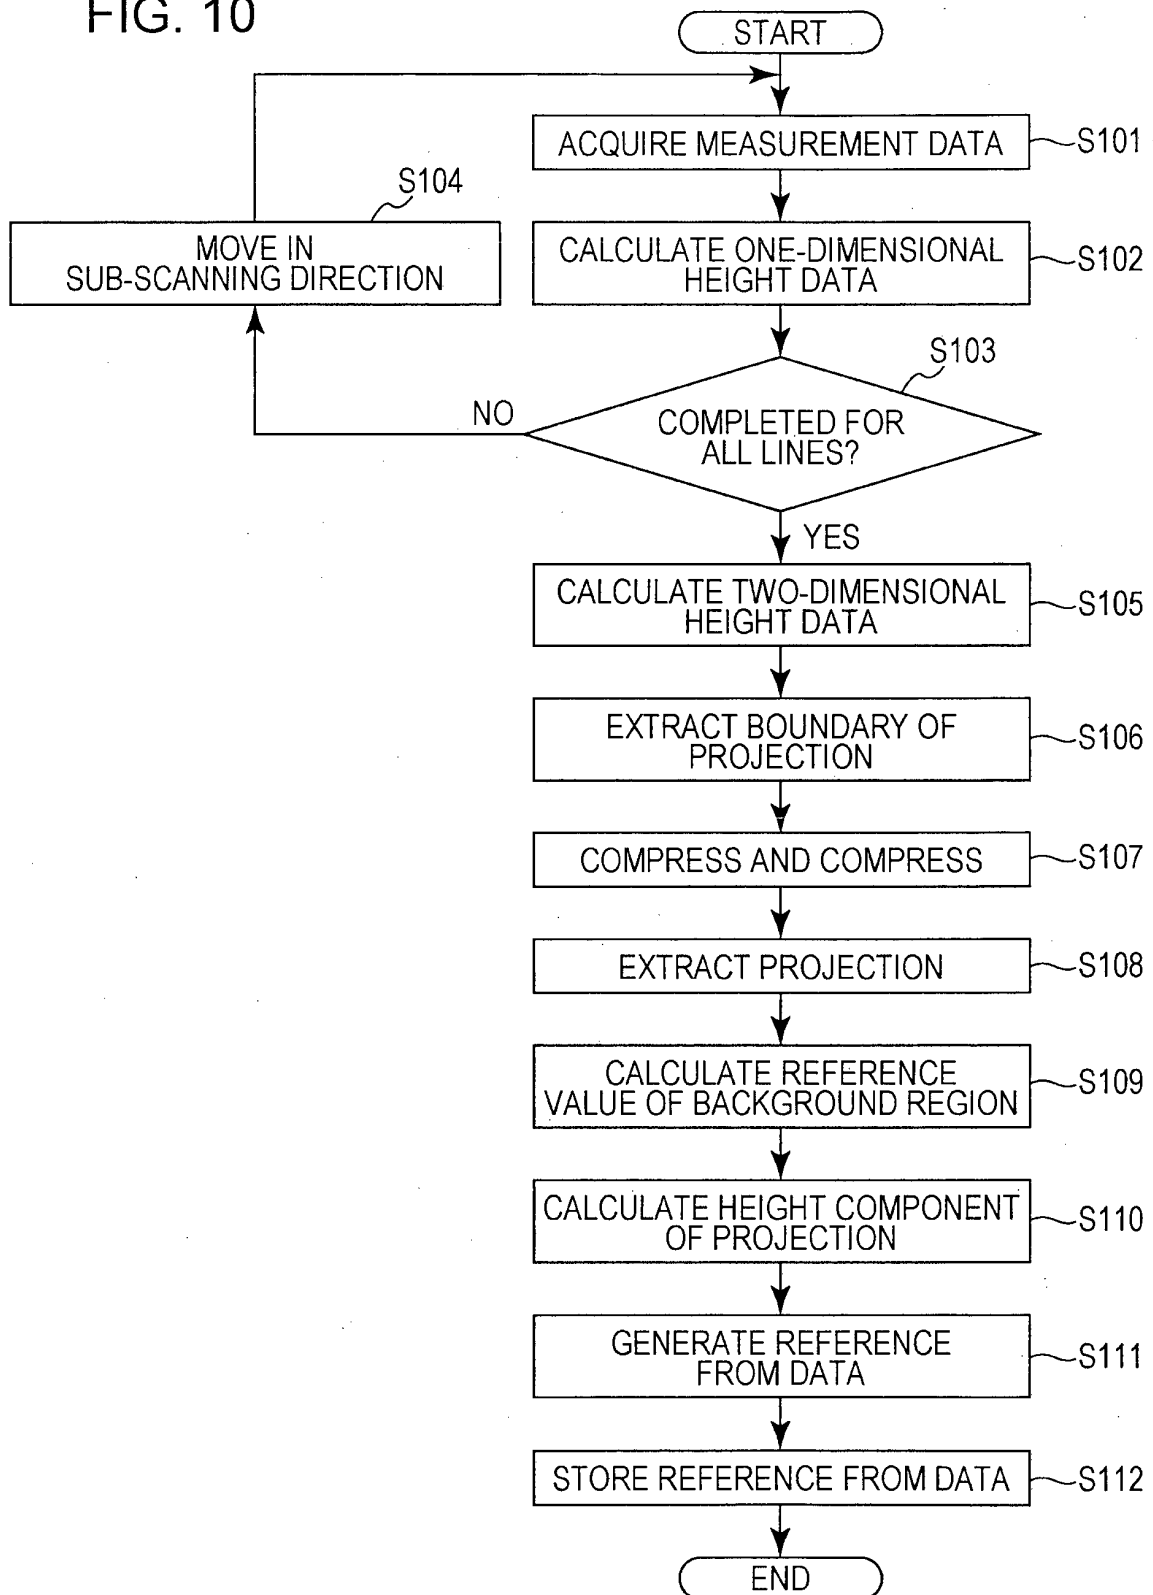 FIG. 10
START
ACQUIRE MEASUREMENT DATA
S101
S104
MOVE IN
SUB-SCANNING DIRECTION
CALCULATE ONE-DIMENSIONAL
HEIGHT DATA
S102
S103
NO
COMPLETED FOR
ALL LINES?
YES
CALCULATE TWO-DIMENSIONAL
HEIGHT DATA
S105
EXTRACT BOUNDARY OF
PROJECTION
S106
COMPRESS AND COMPRESS
S107
EXTRACT PROJECTION
S108
CALCULATE REFERENCE
VALUE OF BACKGROUND REGION
S109
CALCULATE HEIGHT COMPONENT
OF PROJECTION
S110
GENERATE REFERENCE
FROM DATA
S111
STORE REFERENCE FROM DATA
S112
END